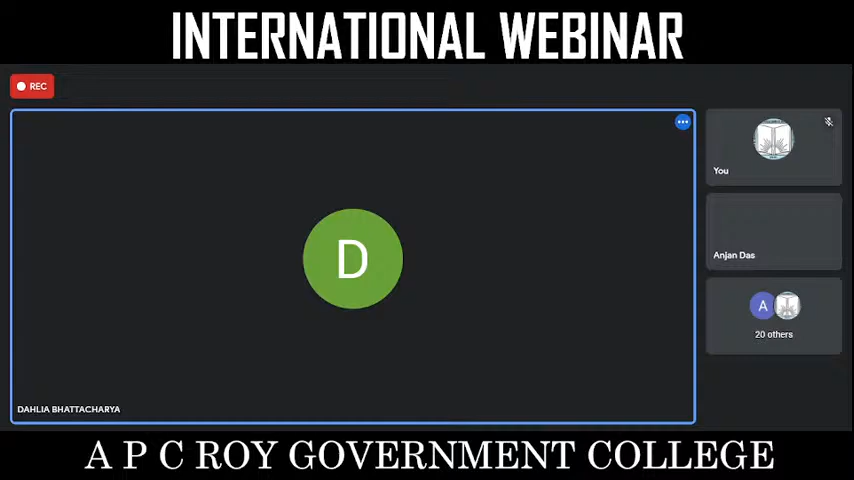 INTERNATIONAL WEBINAR
REC
You
D
Anjan Das
A
20 others
DAHLIA BHATTACHARYA
A P C ROY GOVERNMENT COLLEGE